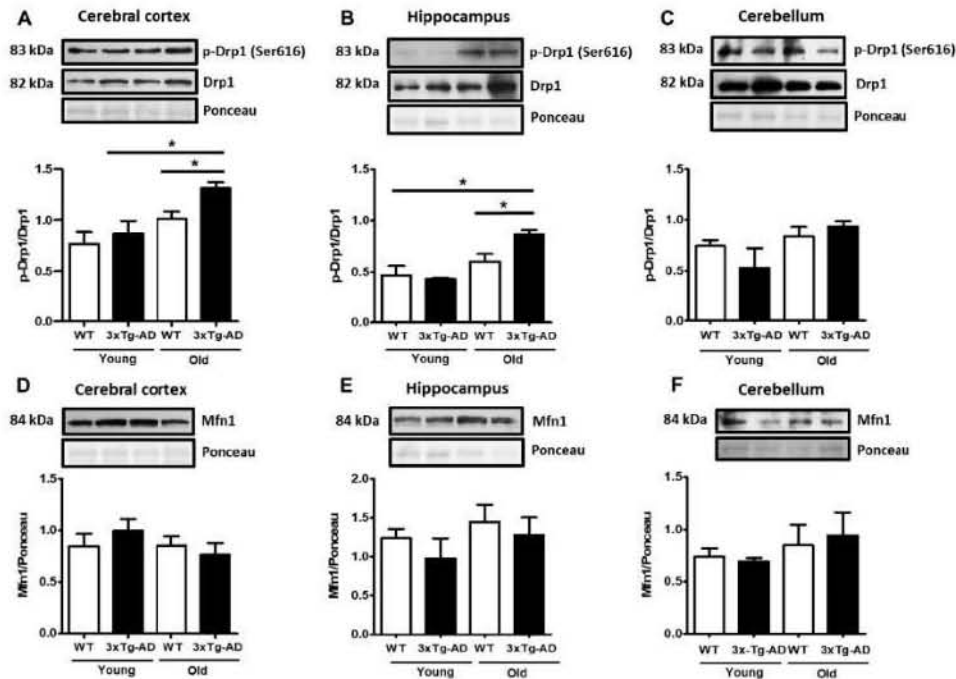 A Cerebral cortex
83 kDa p-Drp1 (Ser616)
82 kDa Drp1
Ponceau
*
*
1.5
1.0
0.5
0.0
p-Drp1/Drp1
WT 3xTg-AD WT 3xTg-AD
Young Old
B Hippocampus
83 kDa p-Drp1 (Ser616)
82 kDa Drp1
Ponceau
*
*
1.5
1.0
0.5
0.0
p-Drp1/Drp1
WT 3xTg-AD WT 3xTg-AD
Young Old
C Cerebellum
83 kDa p-Drp1 (Ser616)
82 kDa Drp1
Ponceau
1.5
1.0
0.5
0.0
p-Drp1/Drp1
WT 3xTg-AD WT 3xTg-AD
Young Old
D Cerebral cortex
84 kDa Mfn1
Ponceau
1.5
1.0
0.5
0.0
Mfn1/Ponceau
WT 3xTg-AD WT 3xTg-AD
Young Old
E Hippocampus
84 kDa Mfn1
Ponceau
2.0
1.5
1.0
0.5
0.0
Mfn1/Ponceau
WT 3xTg-AD WT 3xTg-AD
Young Old
F Cerebellum
84 kDa Mfn1
Ponceau
1.5
1.0
0.5
0.0
Mfn1/Ponceau
WT 3x-Tg-AD WT 3xTg-AD
Young Old